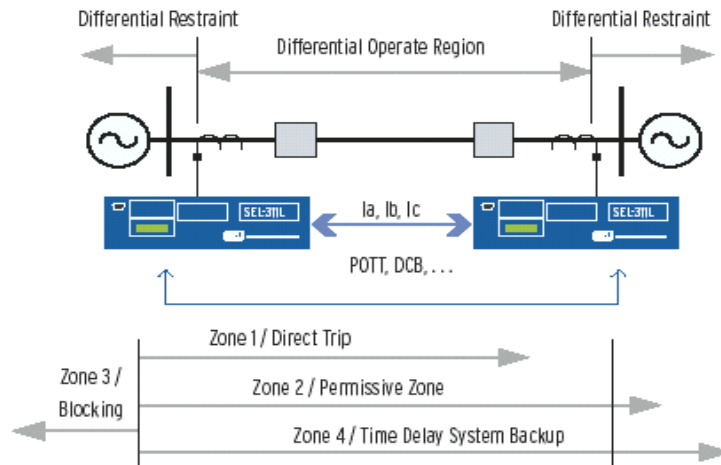 Differential Restraint
Differential Restraint
Differential Operate Region
SEL-311L
SEL-311L
Ia, Ib, Ic
POTT, DCB, . . .
Zone 1 / Direct Trip
Zone 3 /
Blocking
Zone 2 / Permissive Zone
Zone 4 / Time Delay System Backup